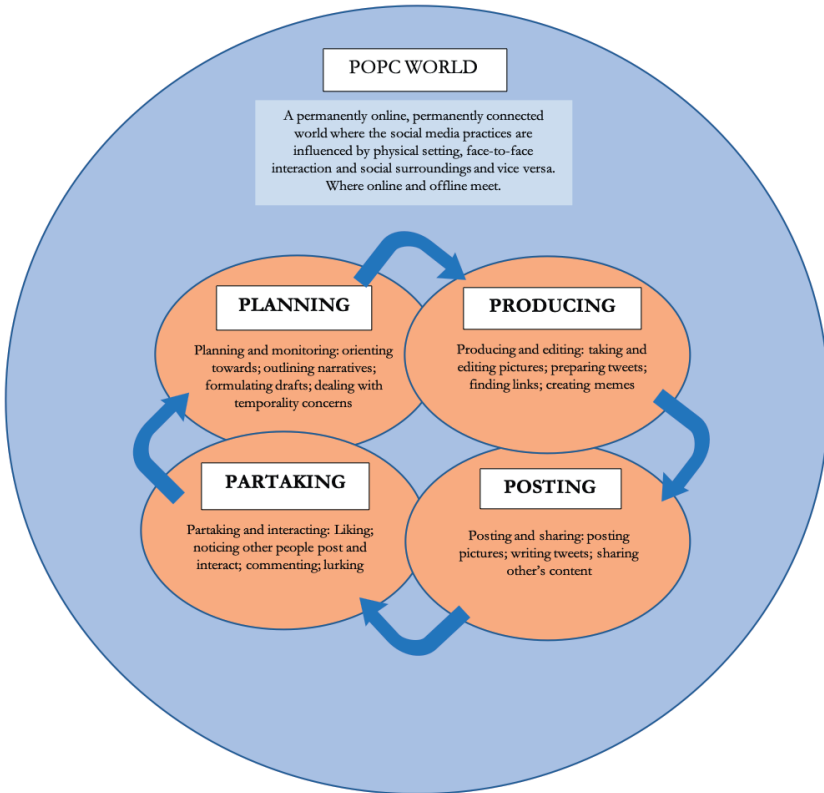 POPC WORLD
A permanently online, permanently connected
world where the social media practices are
influenced by physical setting, face-to-face
interaction and social surroundings and vice versa.
Where online and offline meet.
PLANNING
Planning and monitoring: orienting
towards; outlining narratives;
formulating drafts; dealing with
temporality concerns
PRODUCING
Producing and editing: taking and
editing pictures; preparing tweets;
finding links; creating memes
PARTAKING
Partaking and interacting: Liking;
noticing other people post and
interact; commenting; lurking
POSTING
Posting and sharing: posting
pictures; writing tweets; sharing
other's content